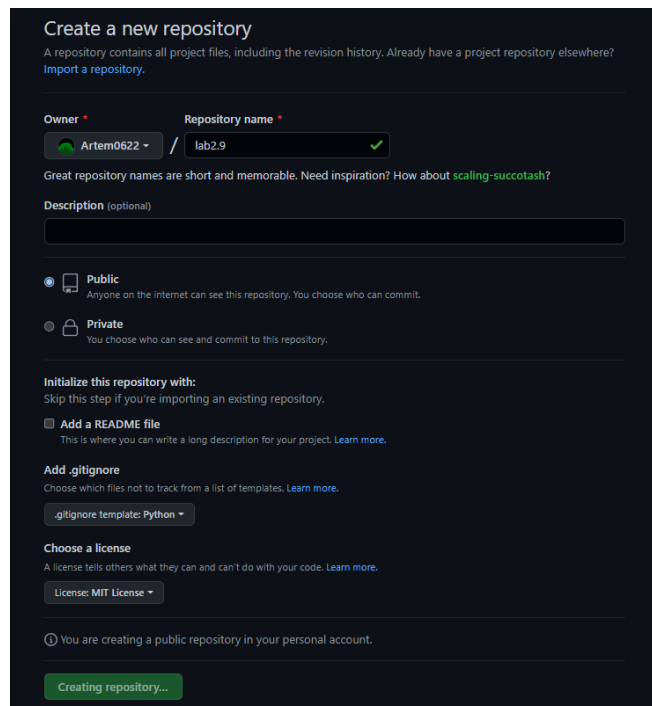 Create a new repository
A repository contains all project files, including the revision history. Already have a project repository elsewhere?
Import a repository.
Owner * Repository name *
Artem0622 / lab2.9
Great repository names are short and memorable. Need inspiration? How about scaling-succotash?
Description (optional)
Public
Anyone on the internet can see this repository. You choose who can commit.
Private
You choose who can see and commit to this repository.
Initialize this repository with:
Skip this step if you're importing an existing repository.
Add a README file
This is where you can write a long description for your project. Learn more.
Add .gitignore
Choose which files not to track from a list of templates. Learn more.
.gitignore template: Python
Choose a license
A license tells others what they can and can't do with your code. Learn more.
License: MIT License
You are creating a public repository in your personal account.
Creating repository...